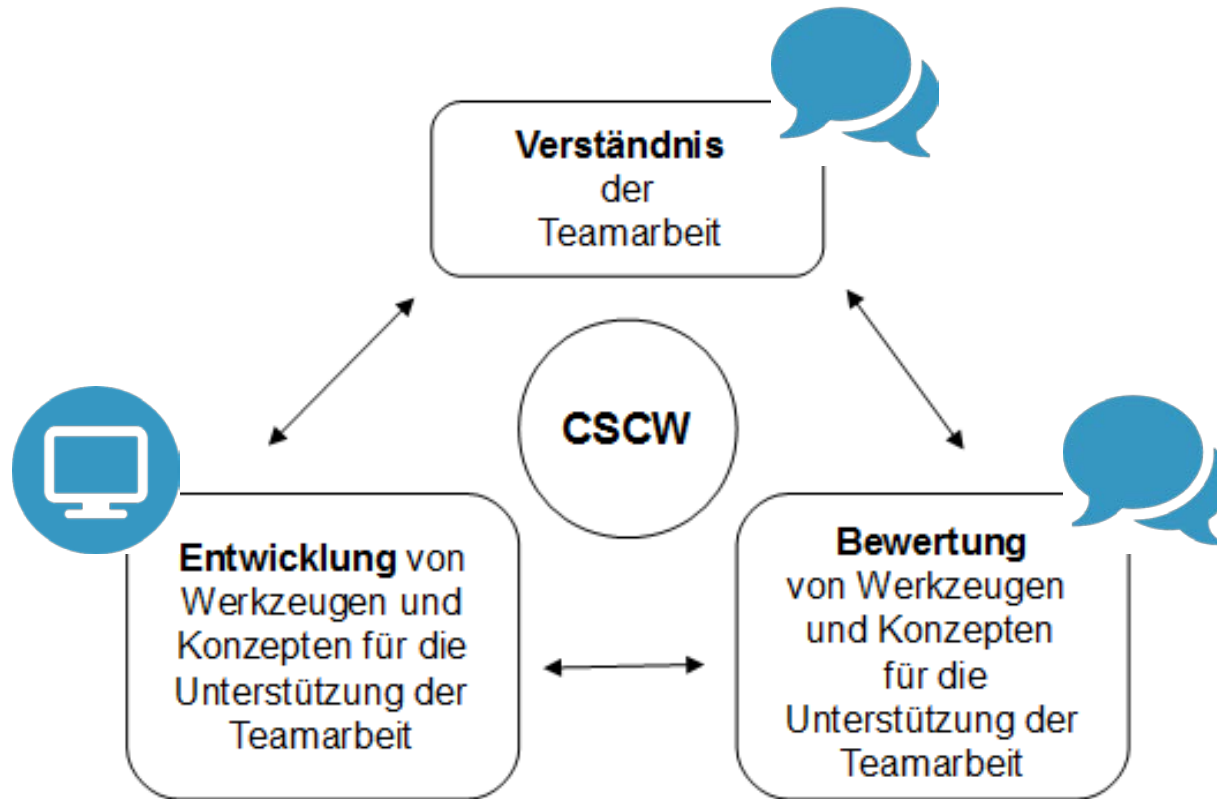 Verständnis
der
Teamarbeit
CSCW
Entwicklung von
Werkzeugen und
Konzepten für die
Unterstützung der
Teamarbeit
Bewertung
von Werkzeugen
und Konzepten
für die
Unterstützung der
Teamarbeit